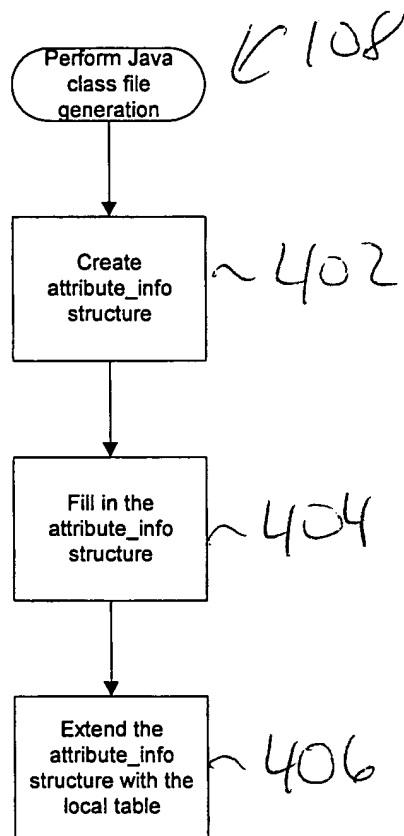 Perform Java
class file
generation
108
Create
attribute_info
structure
~ 402
Fill in the
attribute_info
structure
~ 404
Extend the
attribute_info
structure with the
local table
~ 406